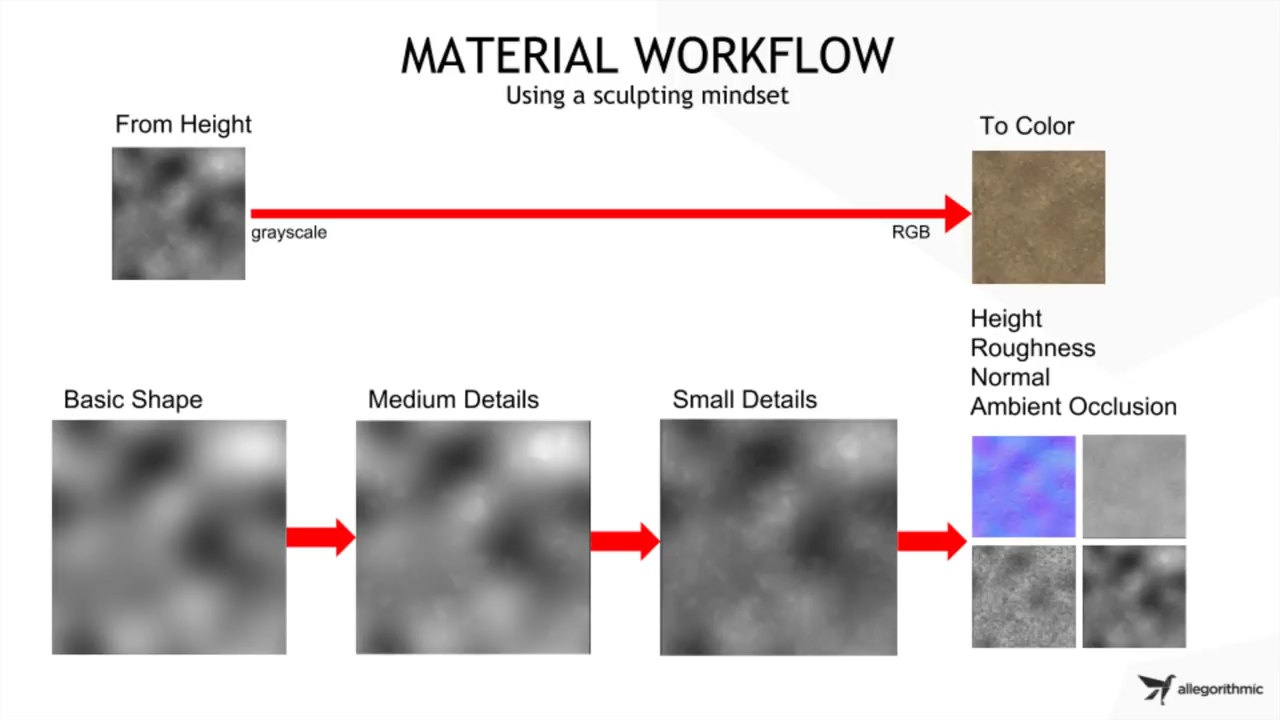 MATERIAL WORKFLOW
Using a sculpting mindset
From Height
To Color
grayscale
RGB
Height
Roughness
Normal
Ambient Occlusion
Basic Shape
Medium Details
Small Details
allegorithmic